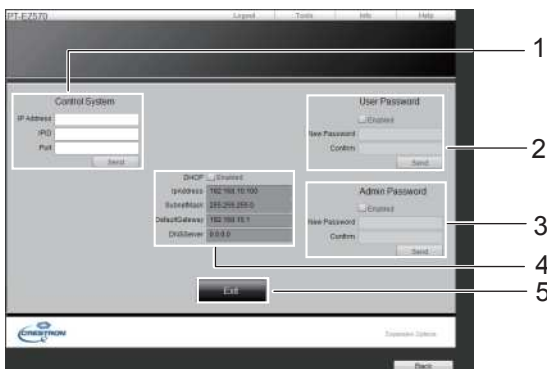 PT-EZ570 Logout Tools Info Help
1
Control System
IP Address
IPID
Port
Send
User Password
Enabled
New Password
Confirm
Send
2
DHCP Enabled
IpAddress 192.168.10.100
SubnetMask 255.255.255.0
DefaultGateway 192.168.10.1
DNSServer 0.0.0.0
Admin Password
Enabled
New Password
Confirm
Send
3
4
Exit
5
CRESTRON
Expansion Options
Back